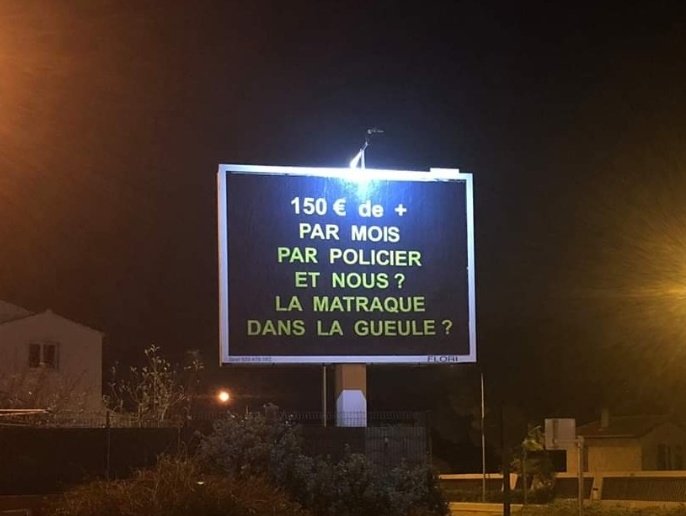 150 € de +
PAR MOIS
PAR POLICIER
ET NOUS ?
LA MATRAQUE
DANS LA GUEULE ?
FLORI